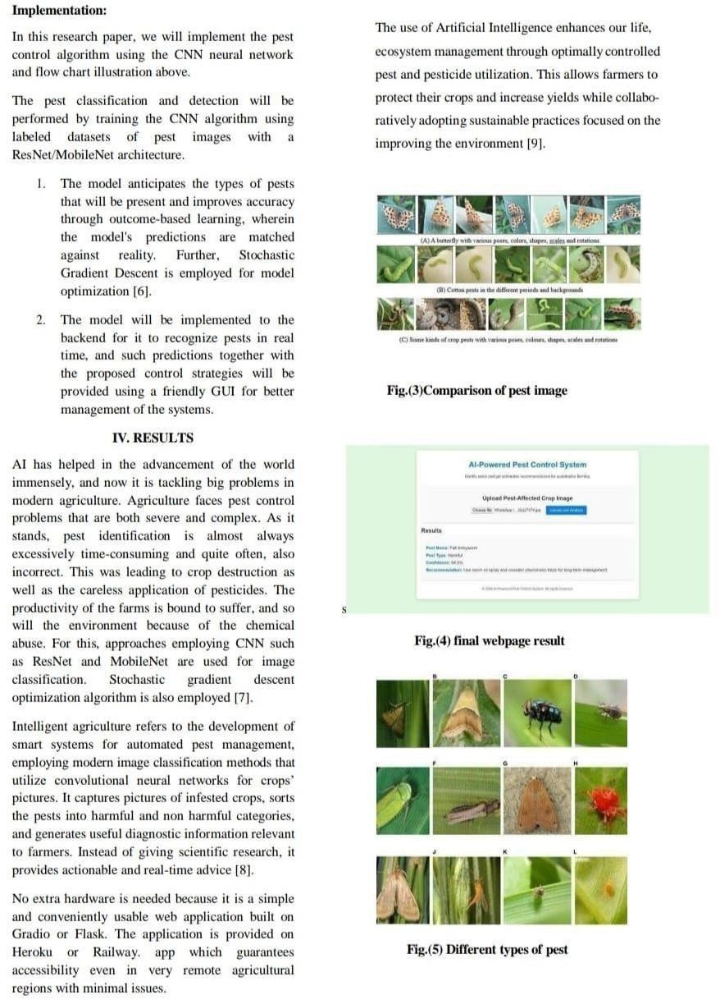 Implementation:
In this research paper, we will implement the pest
control algorithm using the CNN neural network
and flow chart illustration above.
The pest classification and detection will be
performed by training the CNN algorithm using
labeled datasets of pest images with a
ResNet/MobileNet architecture.
1. The model anticipates the types of pests
that will be present and improves accuracy
through outcome-based learning, wherein
the model's predictions are matched
against reality. Further, Stochastic
Gradient Descent is employed for model
optimization [6].
2. The model will be implemented to the
backend for it to recognize pests in real
time, and such predictions together with
the proposed control strategies will be
provided using a friendly GUI for better
management of the systems.
IV. RESULTS
AI has helped in the advancement of the world
immensely, and now it is tackling big problems in
modern agriculture. Agriculture faces pest control
problems that are both severe and complex. As it
stands, pest identification is almost always
excessively time-consuming and quite often, also
incorrect. This was leading to crop destruction as
well as the careless application of pesticides. The
productivity of the farms is bound to suffer, and so
will the environment because of the chemical
abuse. For this, approaches employing CNN such
as ResNet and MobileNet are used for image
classification. Stochastic gradient descent
optimization algorithm is also employed [7].
Intelligent agriculture refers to the development of
smart systems for automated pest management,
employing modern image classification methods that
utilize convolutional neural networks for crops'
pictures. It captures pictures of infested crops, sorts
the pests into harmful and non harmful categories,
and generates useful diagnostic information relevant
to farmers. Instead of giving scientific research, it
provides actionable and real-time advice [8].
No extra hardware is needed because it is a simple
and conveniently usable web application built on
Gradio or Flask. The application is provided on
Heroku or Railway. app which guarantees
accessibility even in very remote agricultural
regions with minimal issues.
The use of Artificial Intelligence enhances our life,
ecosystem management through optimally controlled
pest and pesticide utilization. This allows farmers to
protect their crops and increase yields while collabo-
ratively adopting sustainable practices focused on the
improving the environment [9].
(A) A butterfly with various poses, colors, shapes, scales and rotations
(B) Cotton pests in the different periods and backgrounds
(C) Some kinds of crop pests with various poses, colours, shapes, scales and rotations
Fig.(3)Comparison of pest image
AI-Powered Pest Control System
Upload Pest-Affected Crop Image
Results
Pest Name: Fall Armyworm
Pest Type: Harmful
s
Fig.(4) final webpage result
B C D
F G H
J K L
Fig.(5) Different types of pest